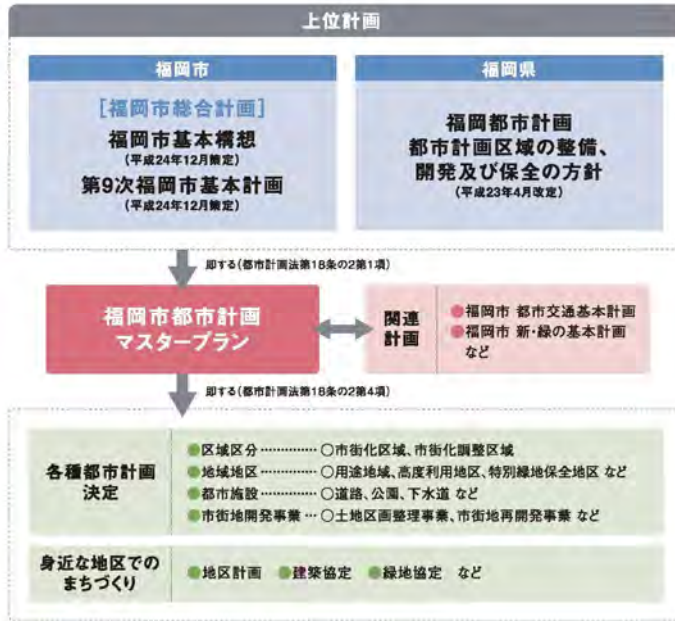 上位計画
福岡市
[福岡市総合計画]
福岡市基本構想
(平成24年12月策定)
第9次福岡市基本計画
(平成24年12月策定)
福岡県
福岡都市計画
都市計画区域の整備、
開発及び保全の方針
(平成23年4月改定)
即する(都市計画法第18条の2第1項)
福岡市都市計画
マスタープラン
関連
計画
●福岡市 都市交通基本計画
●福岡市 新・緑の基本計画
など
即する(都市計画法第18条の2第4項)
各種都市計画
決定
●区域区分 ・・・・・・・・・・・・・ ○市街化区域、市街化調整区域
●地域地区 ・・・・・・・・・・・・・ ○用途地域、高度利用地区、特別緑地保全地区 など
●都市施設 ・・・・・・・・・・・・・ ○道路、公園、下水道 など
●市街地開発事業 ・・・ ○土地区画整理事業、市街地再開発事業 など
身近な地区での
まちづくり
●地区計画 ●建築協定 ●緑地協定 など